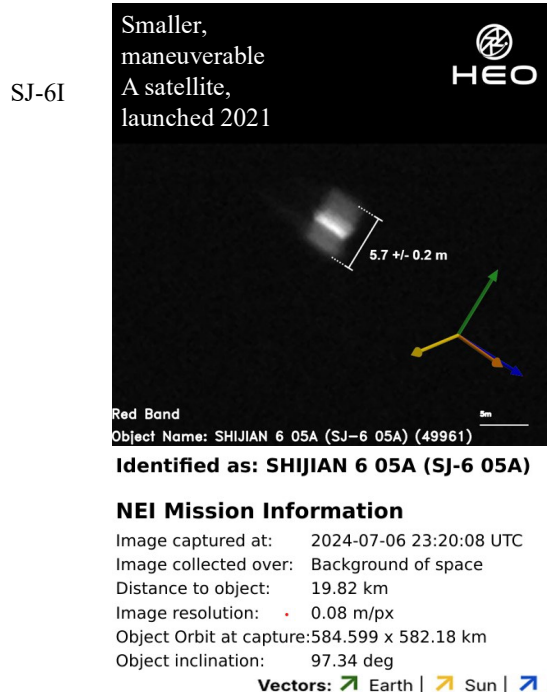 SJ-6I
Smaller,
maneuverable
A satellite,
launched 2021
HEO
5.7 +/- 0.2 m
5m
Red Band
Object Name: SHIJIAN 6 05A (SJ-6 05A) (49961)
Identified as: SHIJIAN 6 05A (SJ-6 05A)
NEI Mission Information
Image captured at: 2024-07-06 23:20:08 UTC
Image collected over: Background of space
Distance to object: 19.82 km
Image resolution: 0.08 m/px
Object Orbit at capture:584.599 x 582.18 km
Object inclination: 97.34 deg
Vectors: Earth | Sun |